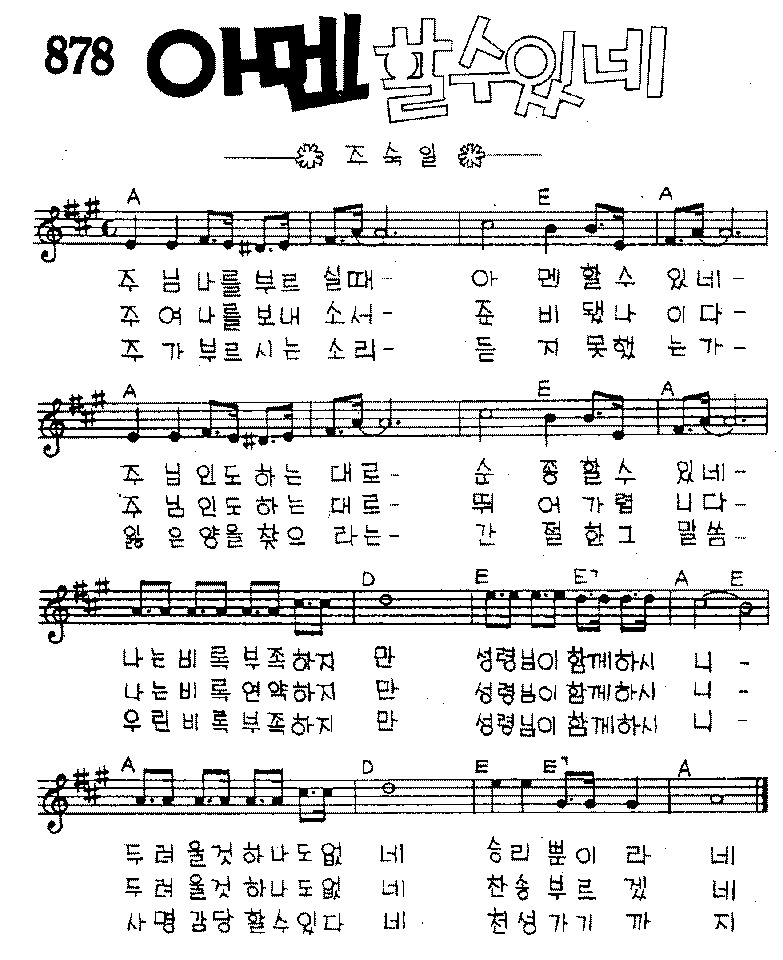 878 아멘 할수있네
조 숙 일
A E A
주 님 나를 부르 실때- 아 멘 할 수 있네-
주 여 나를 보내 소서- 준 비 됐 나 이다-
주 가 부르 시는 소리- 듣 지 못했 는가-
A E A
주 님 인도 하는 대로- 순 종 할 수 있네-
주 님 인도 하는 대로- 뛰 어 가 렵 니다-
잃 은 양을 찾으 라는- 간 절 한 그 말씀-
D E E7 A E
나는 비록 부족하지 만 성령님이 함께하시 니-
나는 비록 연약하지 만 성령님이 함께하시 니-
우린 비록 부족하지 만 성령님이 함께하시 니-
A D E E7 A
두 려 울것 하나도없 네 승리 뿐이 라 네
두 려 울것 하나도없 네 찬송 부르 겠 네
사 명 감당 할수있다 네 천성 가기 까 지